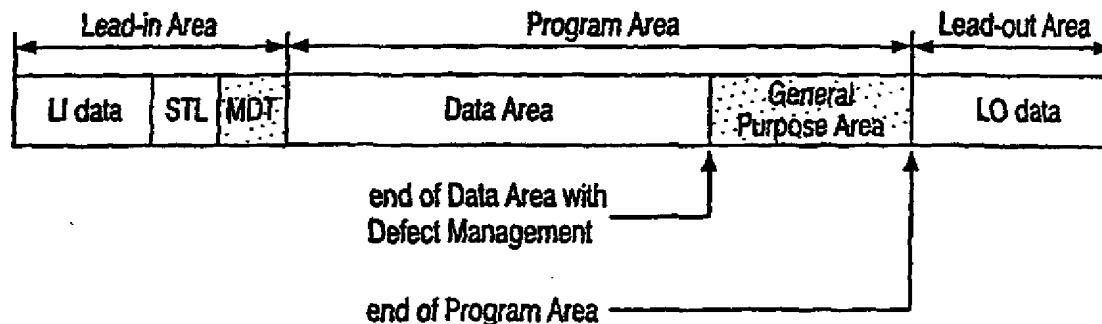 Lead-in Area
Program Area
Lead-out Area
LI data
STL
MDT
Data Area
General
Purpose Area
LO data
end of Data Area with
Defect Management
end of Program Area